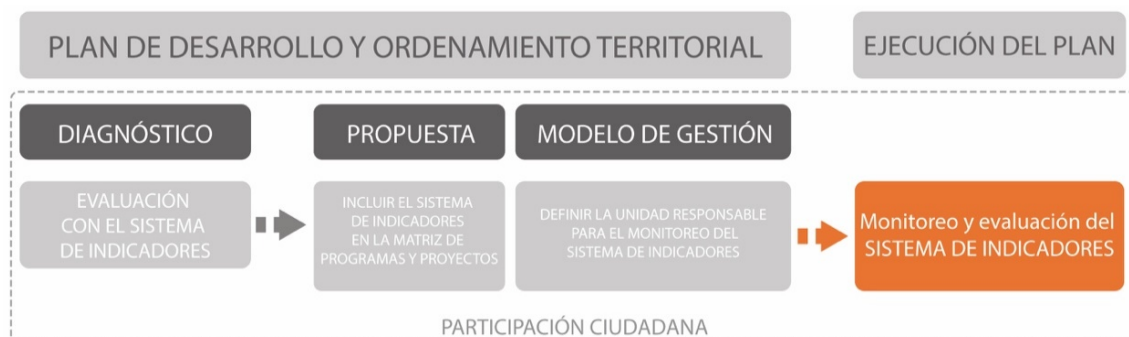 PLAN DE DESARROLLO Y ORDENAMIENTO TERRITORIAL
EJECUCIÓN DEL PLAN
DIAGNÓSTICO
PROPUESTA
MODELO DE GESTIÓN
EVALUACIÓN
CON EL SISTEMA
DE INDICADORES
INCLUIR EL SISTEMA
DE INDICADORES
EN LA MATRIZ DE
PROGRAMAS Y PROYECTOS
DEFINIR LA UNIDAD RESPONSABLE
PARA EL MONITOREO DEL
SISTEMA DE INDICADORES
Monitoreo y evaluación del
SISTEMA DE INDICADORES
PARTICIPACIÓN CIUDADANA